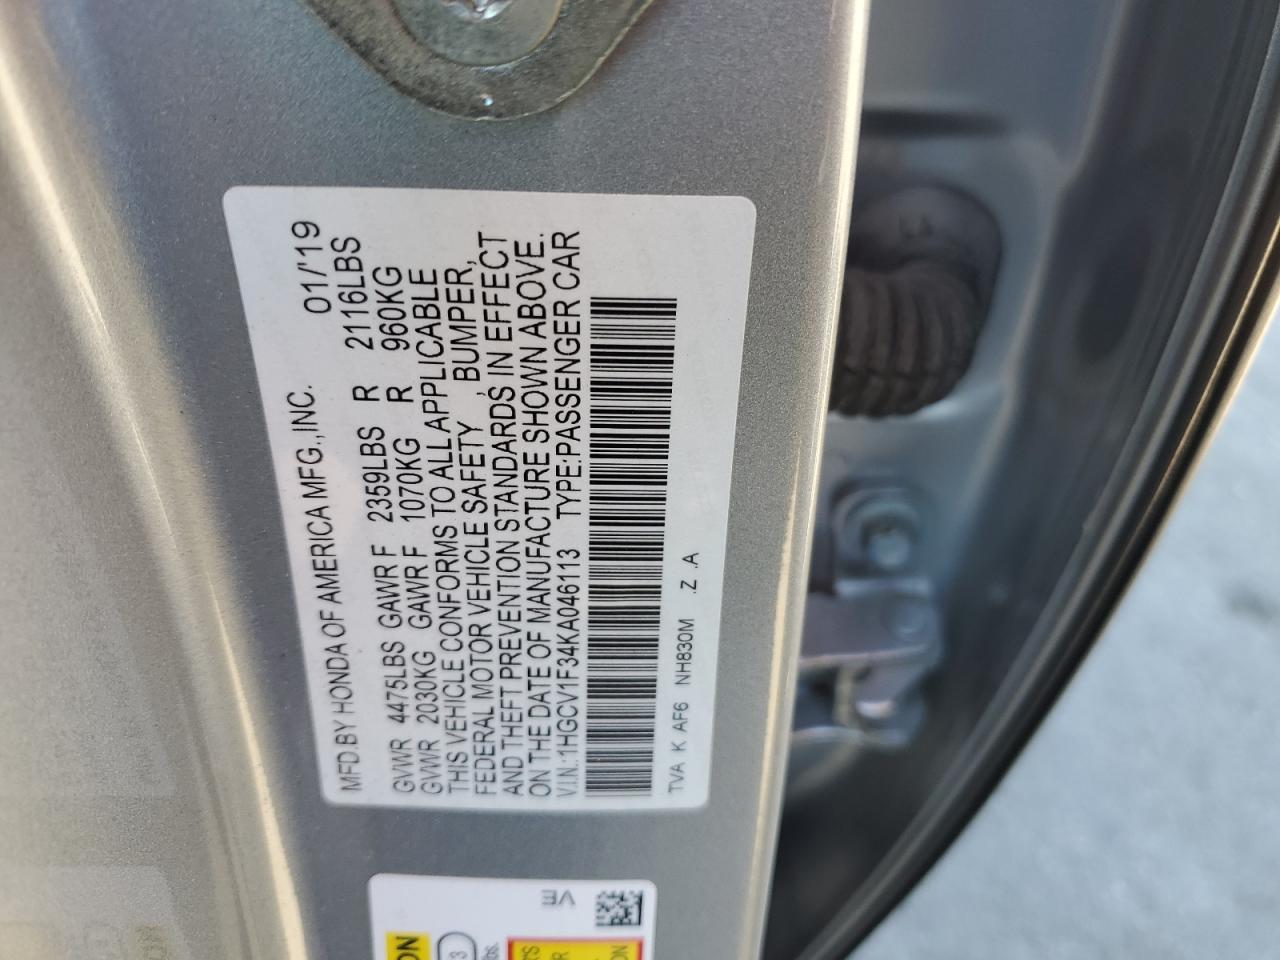 MFD.BY HONDA OF AMERICA MFG.,INC. 01/'19
GVWR 4475LBS GAWR F 2359LBS R 2116LBS
GVWR 2030KG GAWR F 1070KG R 960KG
THIS VEHICLE CONFORMS TO ALL APPLICABLE
FEDERAL MOTOR VEHICLE SAFETY , BUMPER,
AND THEFT PREVENTION STANDARDS IN EFFECT
ON THE DATE OF MANUFACTURE SHOWN ABOVE.
V.I.N.:1HGCV1F34KA046113 TYPE:PASSENGER CAR
TVA K AF6 NH830M .Z .A
VE
3
lbs.